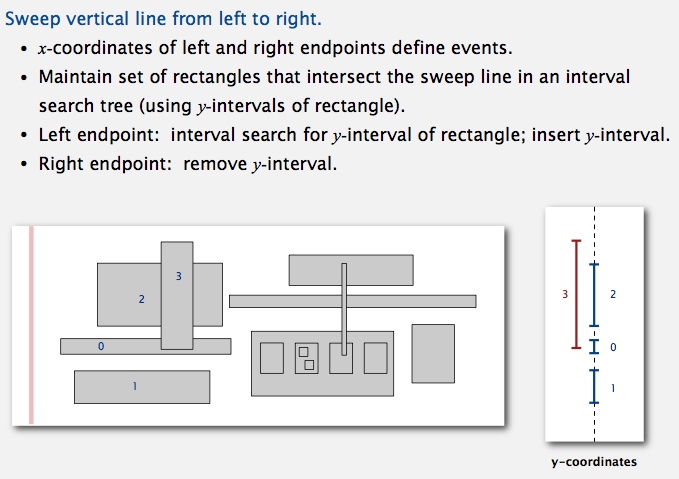 Sweep vertical line from left to right.
• x-coordinates of left and right endpoints define events.
• Maintain set of rectangles that intersect the sweep line in an interval
search tree (using y-intervals of rectangle).
• Left endpoint: interval search for y-interval of rectangle; insert y-interval.
• Right endpoint: remove y-interval.
3
2
0
1
3
2
0
1
y-coordinates